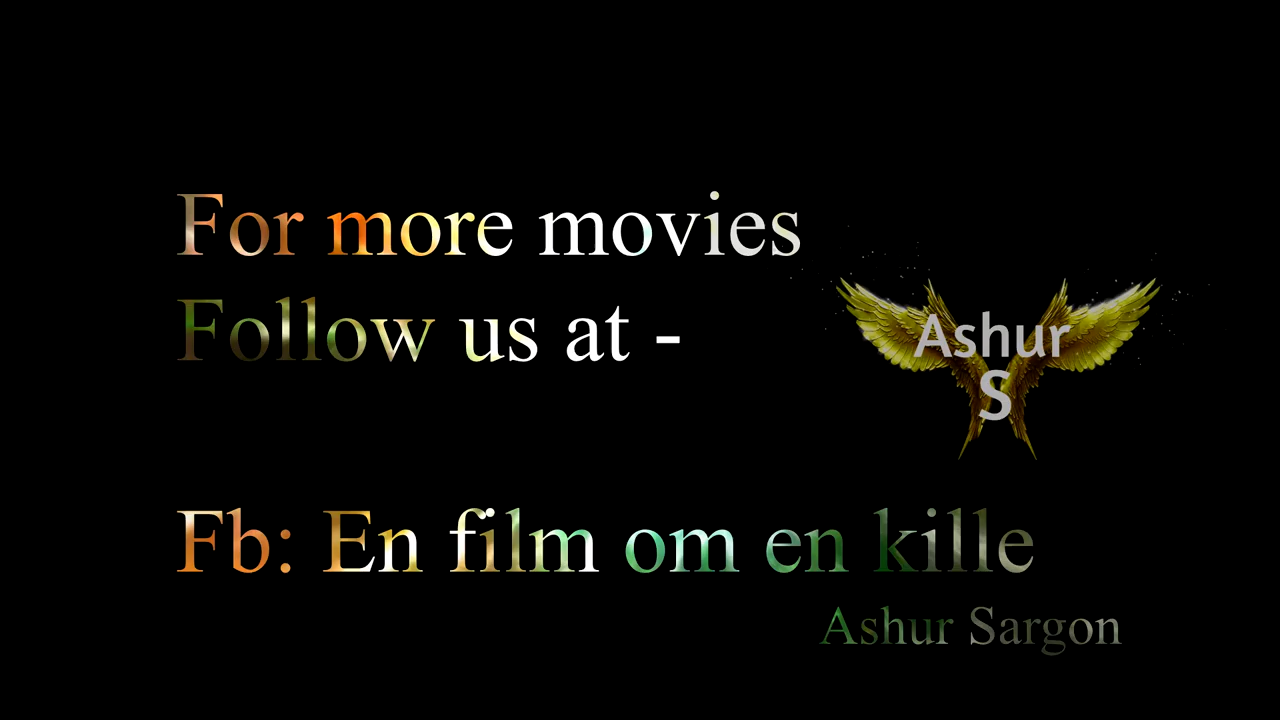 For more movies
Follow us at -
Ashur
S
Fb: En film om en kille
Ashur Sargon